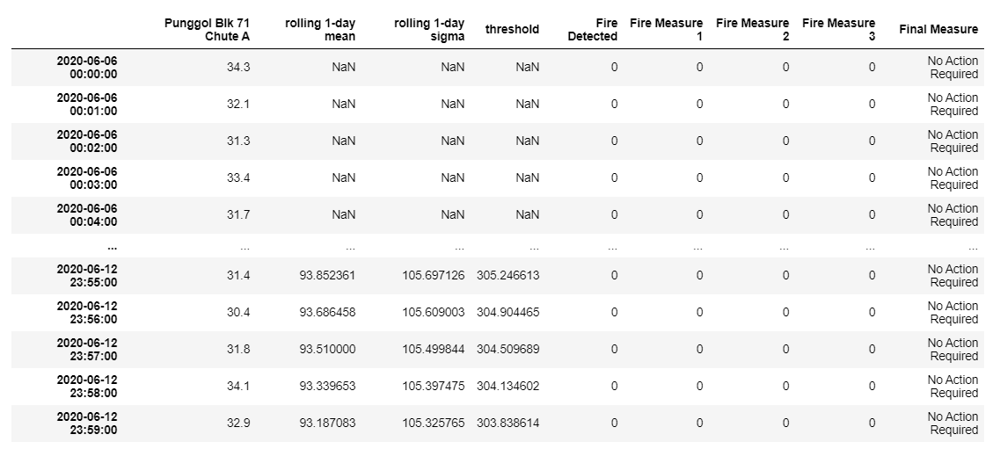 Punggol Blk 71 Chute A rolling 1-day mean rolling 1-day sigma threshold Fire Detected Fire Measure 1 Fire Measure 2 Fire Measure 3 Final Measure
2020-06-06 00:00:00 34.3 NaN NaN NaN 0 0 0 0 No Action Required
2020-06-06 00:01:00 32.1 NaN NaN NaN 0 0 0 0 No Action Required
2020-06-06 00:02:00 31.3 NaN NaN NaN 0 0 0 0 No Action Required
2020-06-06 00:03:00 33.4 NaN NaN NaN 0 0 0 0 No Action Required
2020-06-06 00:04:00 31.7 NaN NaN NaN 0 0 0 0 No Action Required
... ... ... ... ... ... ... ... ... ...
2020-06-12 23:55:00 31.4 93.852361 105.697126 305.246613 0 0 0 0 No Action Required
2020-06-12 23:56:00 30.4 93.686458 105.609003 304.904465 0 0 0 0 No Action Required
2020-06-12 23:57:00 31.8 93.510000 105.499844 304.509689 0 0 0 0 No Action Required
2020-06-12 23:58:00 34.1 93.339653 105.397475 304.134602 0 0 0 0 No Action Required
2020-06-12 23:59:00 32.9 93.187083 105.325765 303.838614 0 0 0 0 No Action Required